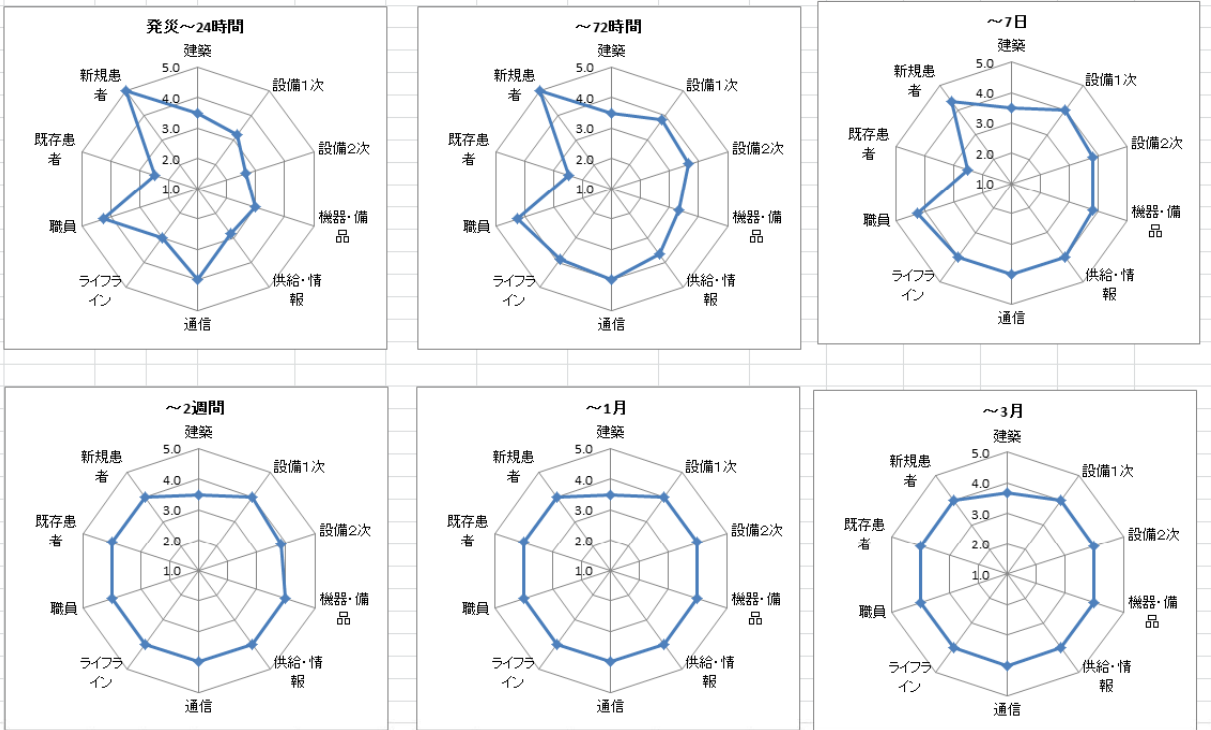 発災～24時間
建築
5.0
4.0
3.0
2.0
1.0
設備1次
設備2次
機器・備
品
供給・情
報
通信
ライフラ
イン
職員
既存患
者
新規患
者
～72時間
建築
5.0
4.0
3.0
2.0
1.0
設備1次
設備2次
機器・備
品
供給・情
報
通信
ライフラ
イン
職員
既存患
者
新規患
者
～7日
建築
5.0
4.0
3.0
2.0
1.0
設備1次
設備2次
機器・備
品
供給・情
報
通信
ライフラ
イン
職員
既存患
者
新規患
者
～2週間
建築
5.0
4.0
3.0
2.0
1.0
設備1次
設備2次
機器・備
品
供給・情
報
通信
ライフラ
イン
職員
既存患
者
新規患
者
～1月
建築
5.0
4.0
3.0
2.0
1.0
設備1次
設備2次
機器・備
品
供給・情
報
通信
ライフラ
イン
職員
既存患
者
新規患
者
～3月
建築
5.0
4.0
3.0
2.0
1.0
設備1次
設備2次
機器・備
品
供給・情
報
通信
ライフラ
イン
職員
既存患
者
新規患
者